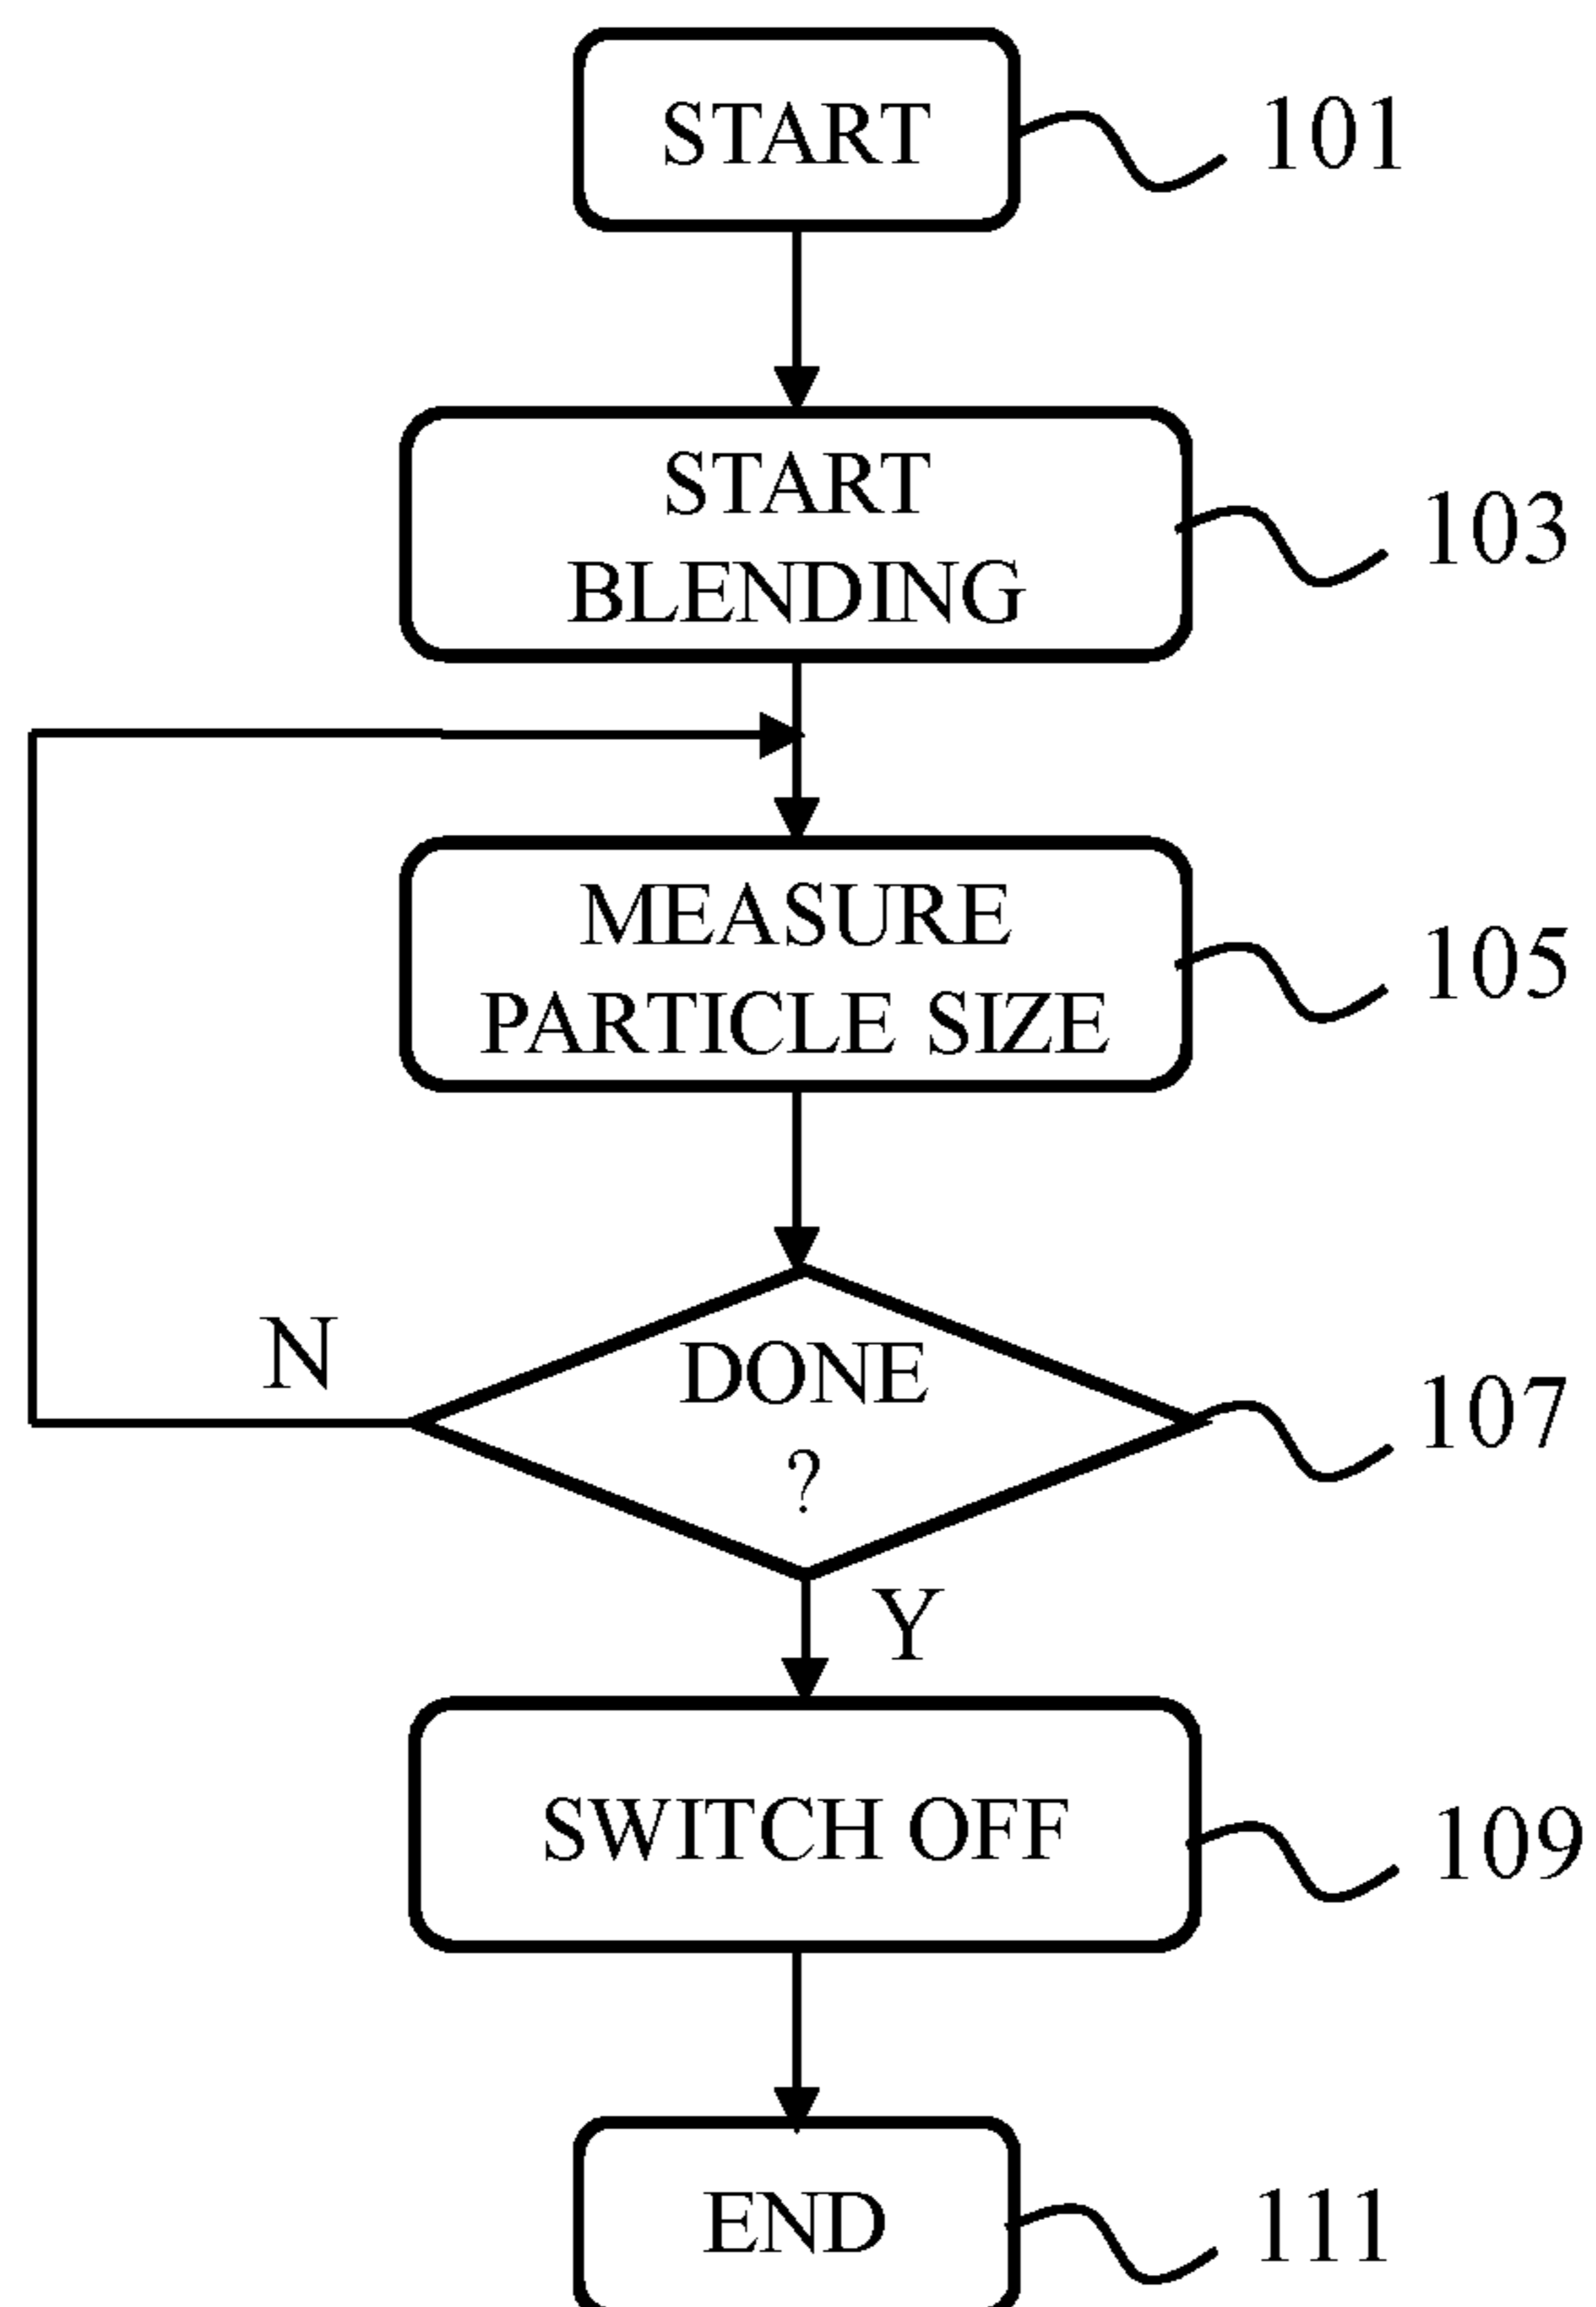 START
101
START
BLENDING
103
MEASURE
PARTICLE SIZE
105
N
DONE
?
107
Y
SWITCH OFF
109
END
111